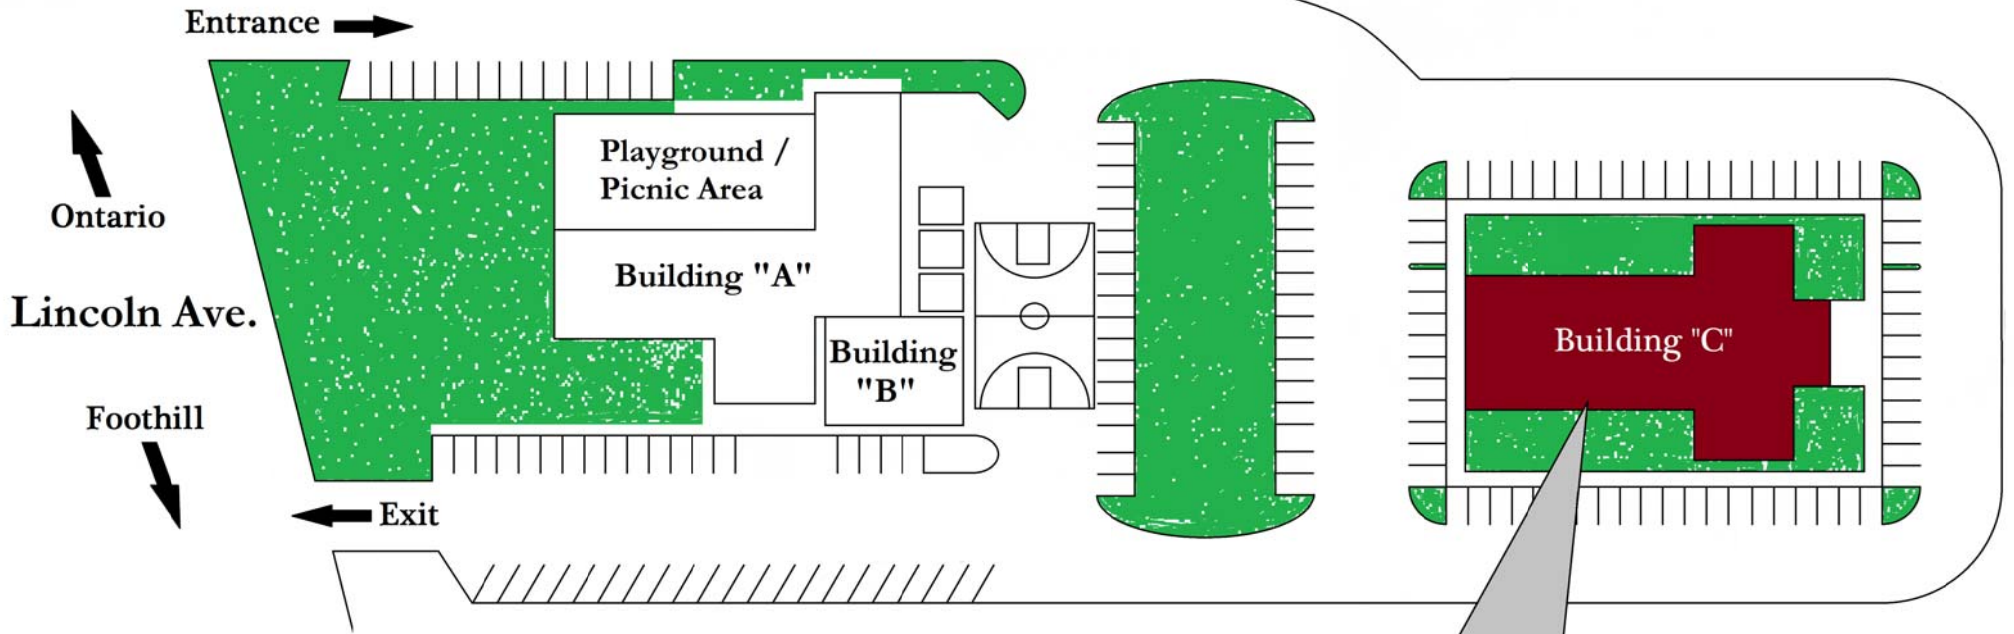 Entrance
Playground /
Picnic Area
Ontario
Building "A"
Lincoln Ave.
Building
"B"
Building "C"
Foothill
Exit